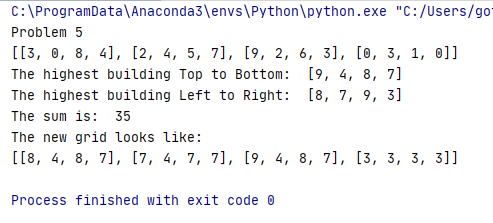 C:\ProgramData\Anaconda3\envs\Python\python.exe "C:/Users/go
Problem 5
[[3, 0, 8, 4], [2, 4, 5, 7], [9, 2, 6, 3], [0, 3, 1, 0]]
The highest building Top to Bottom:  [9, 4, 8, 7]
The highest building Left to Right:  [8, 7, 9, 3]
The sum is:  35
The new grid looks like:
[[8, 4, 8, 7], [7, 4, 7, 7], [9, 4, 8, 7], [3, 3, 3, 3]]
Process finished with exit code 0